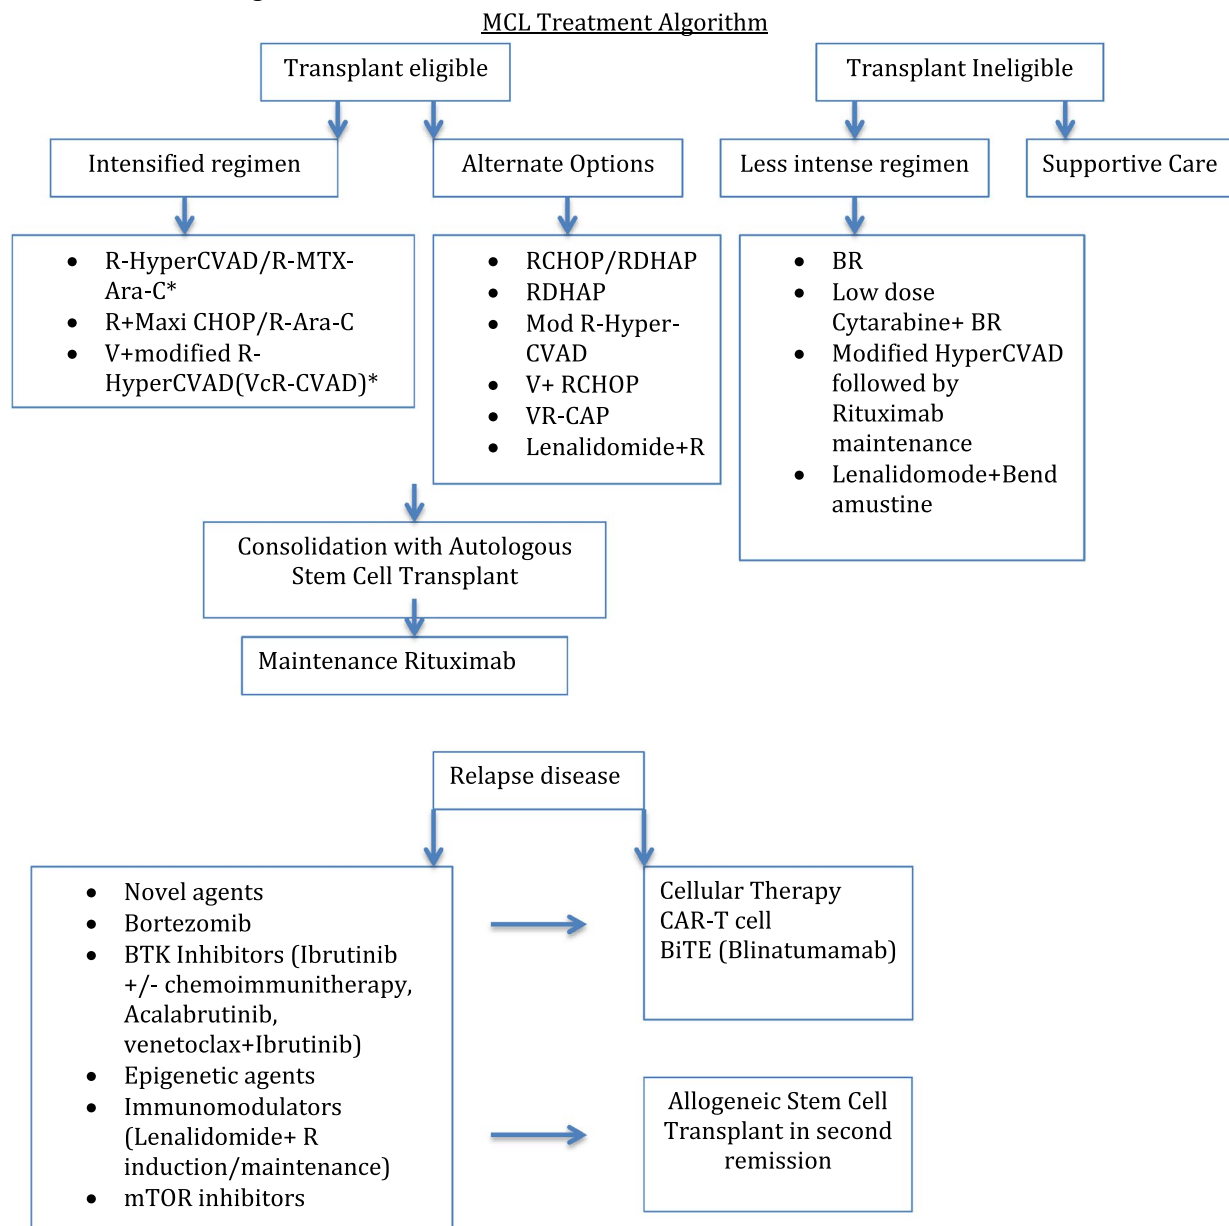 MCL Treatment Algorithm
Transplant eligible
Transplant Ineligible
Intensified regimen
Alternate Options
Less intense regimen
Supportive Care
• R-HyperCVAD/R-MTX-
Ara-C*
• R+Maxi CHOP/R-Ara-C
• V+modified R-
HyperCVAD(VcR-CVAD)*
• RCHOP/RDHAP
• RDHAP
• Mod R-Hyper-
CVAD
• V+ RCHOP
• VR-CAP
• Lenalidomide+R
• BR
• Low dose
Cytarabine+ BR
• Modified HyperCVAD
followed by
Rituximab
maintenance
• Lenalidomode+Bend
amustine
Consolidation with Autologous
Stem Cell Transplant
Maintenance Rituximab
Relapse disease
• Novel agents
• Bortezomib
• BTK Inhibitors (Ibrutinib
+/- chemoimmunitherapy,
Acalabrutinib,
venetoclax+Ibrutinib)
• Epigenetic agents
• Immunomodulators
(Lenalidomide+ R
induction/maintenance)
• mTOR inhibitors
Cellular Therapy
CAR-T cell
BiTE (Blinatumamab)
Allogeneic Stem Cell
Transplant in second
remission